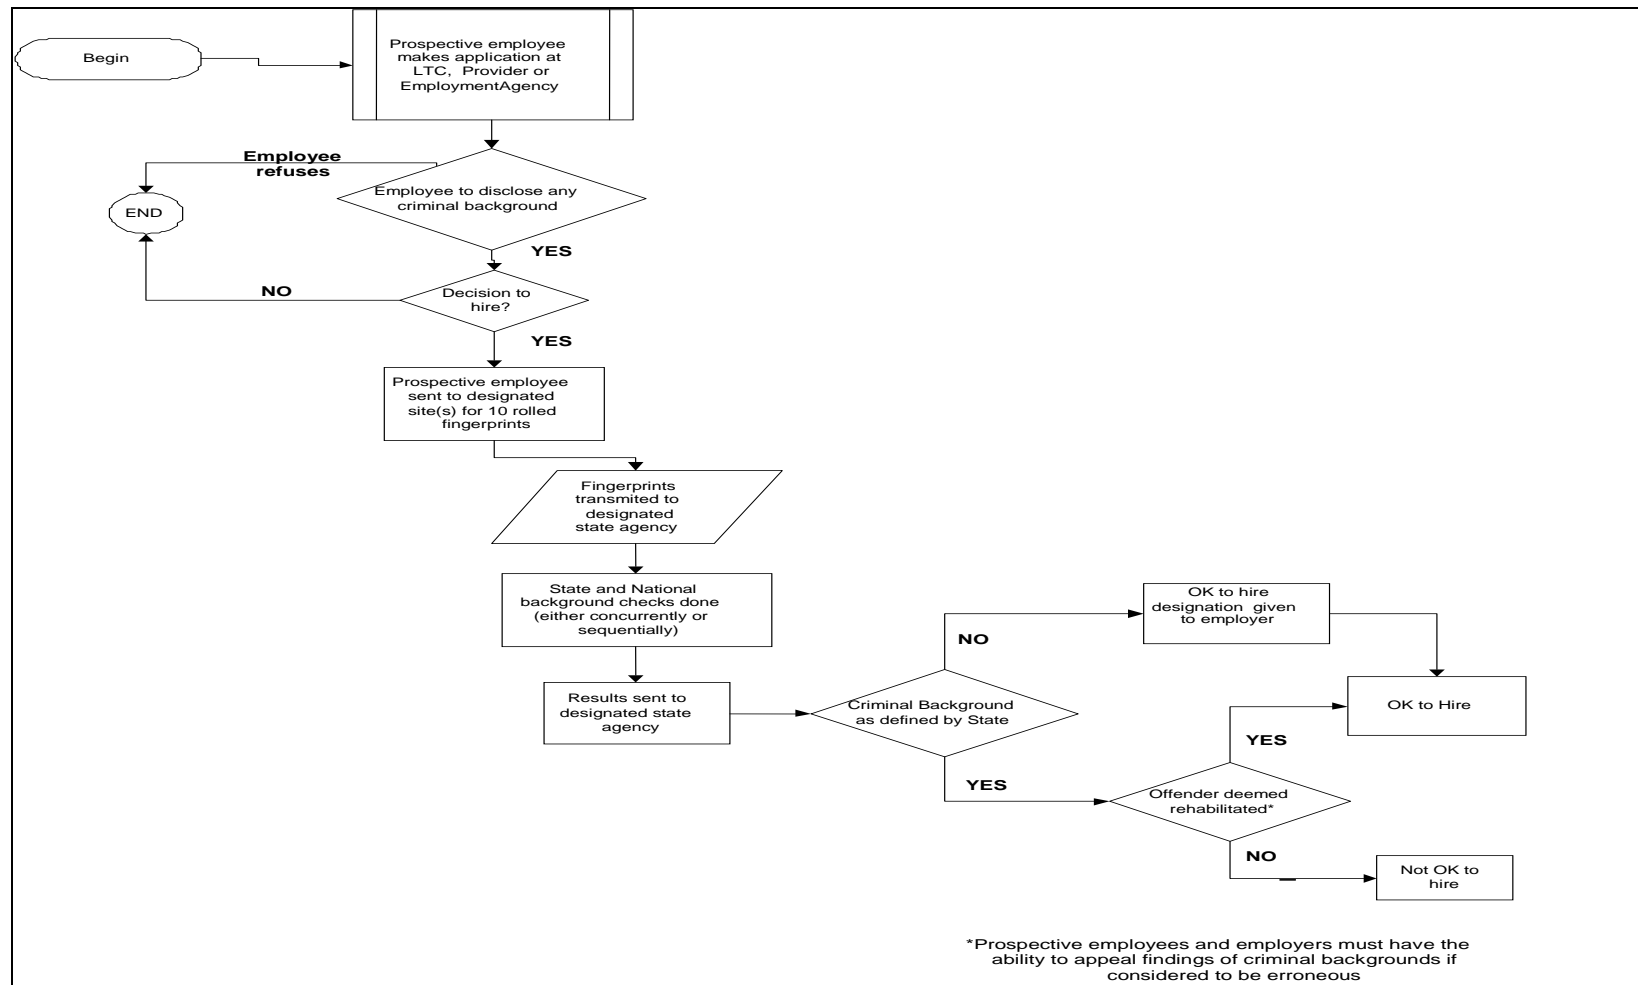 Begin
Prospective employee
makes application at
LTC, Provider or
EmploymentAgency
Employee
refuses
Employee to disclose any
criminal background
END
YES
Decision to
hire?
NO
YES
Prospective employee
sent to designated
site(s) for 10 rolled
fingerprints
Fingerprints
transmited to
designated
state agency
State and National
background checks done
(either concurrently or
sequentially)
Results sent to
designated state
agency
Criminal Background
as defined by State
NO
OK to hire
designation given
to employer
OK to Hire
YES
Offender deemed
rehabilitated*
YES
NO
Not OK to
hire
*Prospective employees and employers must have the
ability to appeal findings of criminal backgrounds if
considered to be erroneous